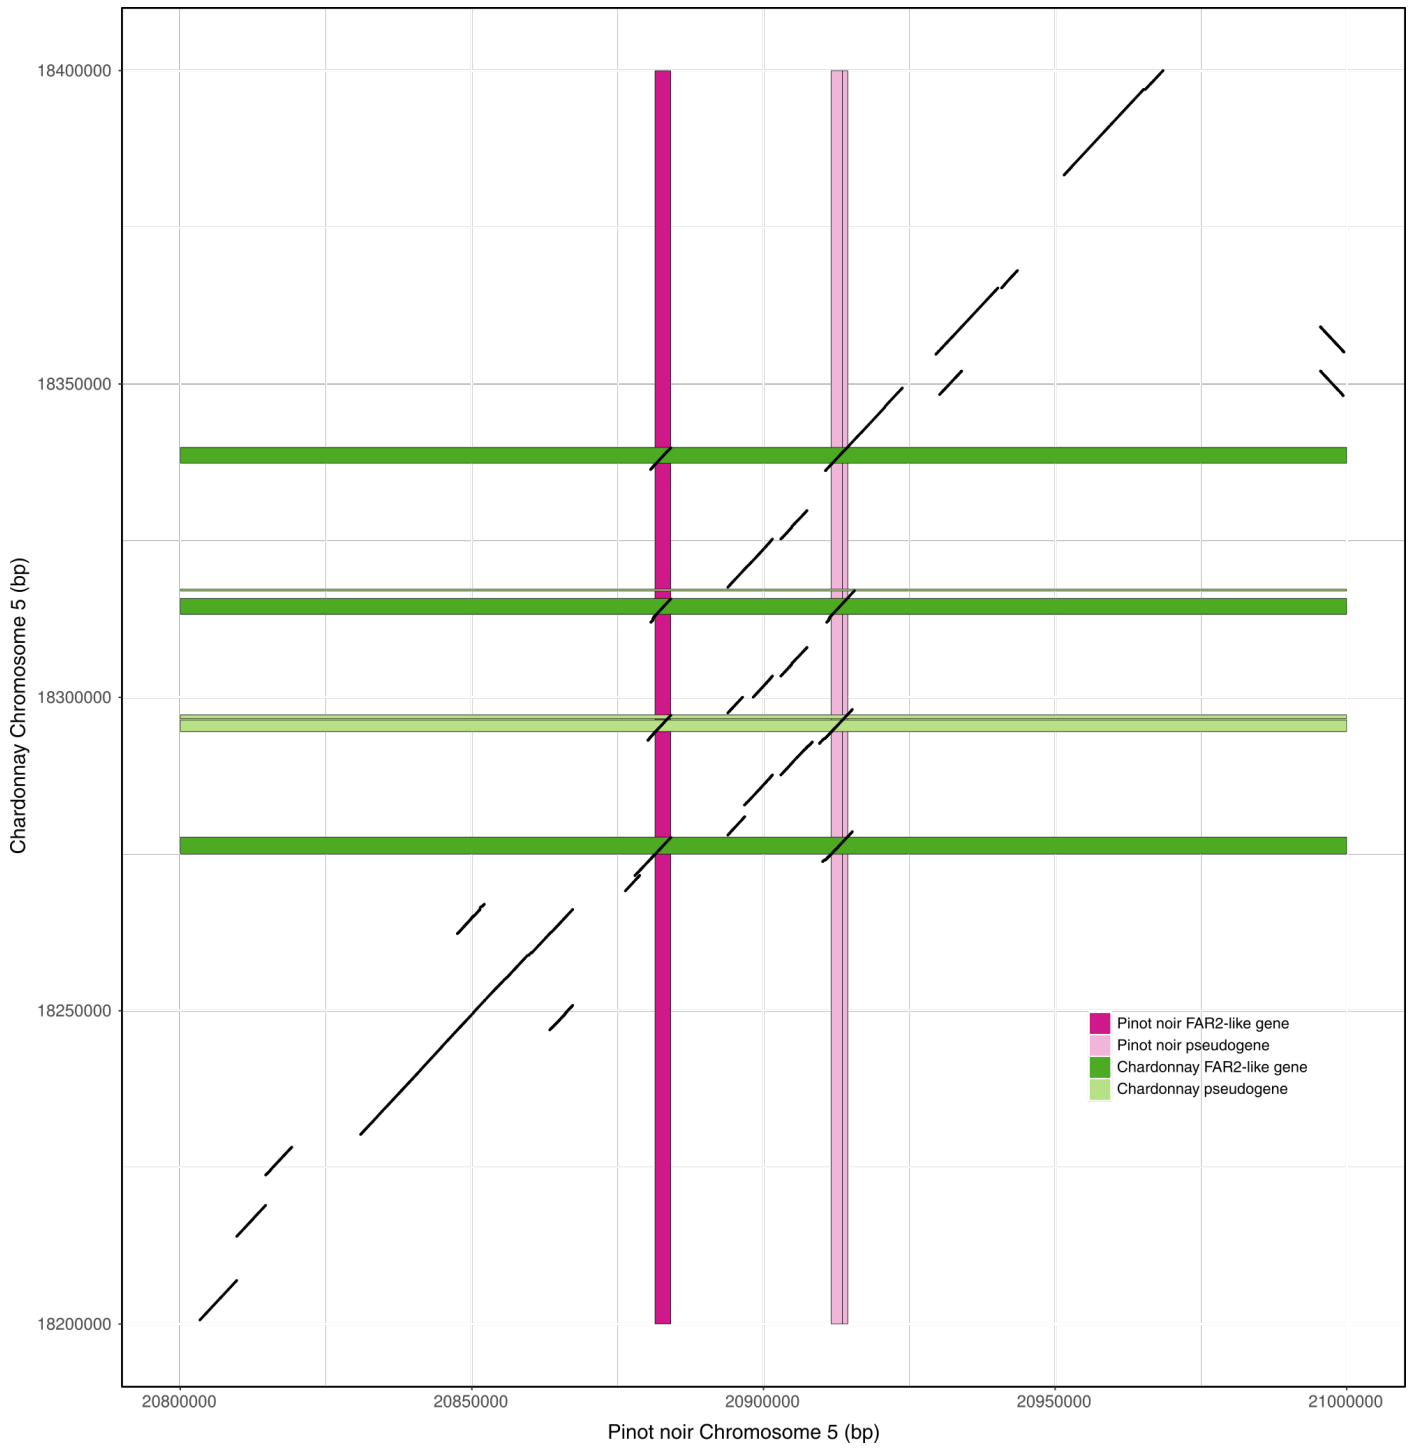 18400000
18350000
18300000
18250000
18200000
Chardonnay Chromosome 5 (bp)
Pinot noir FAR2-like gene
Pinot noir pseudogene
Chardonnay FAR2-like gene
Chardonnay pseudogene
20800000 20850000 20900000 20950000 21000000
Pinot noir Chromosome 5 (bp)